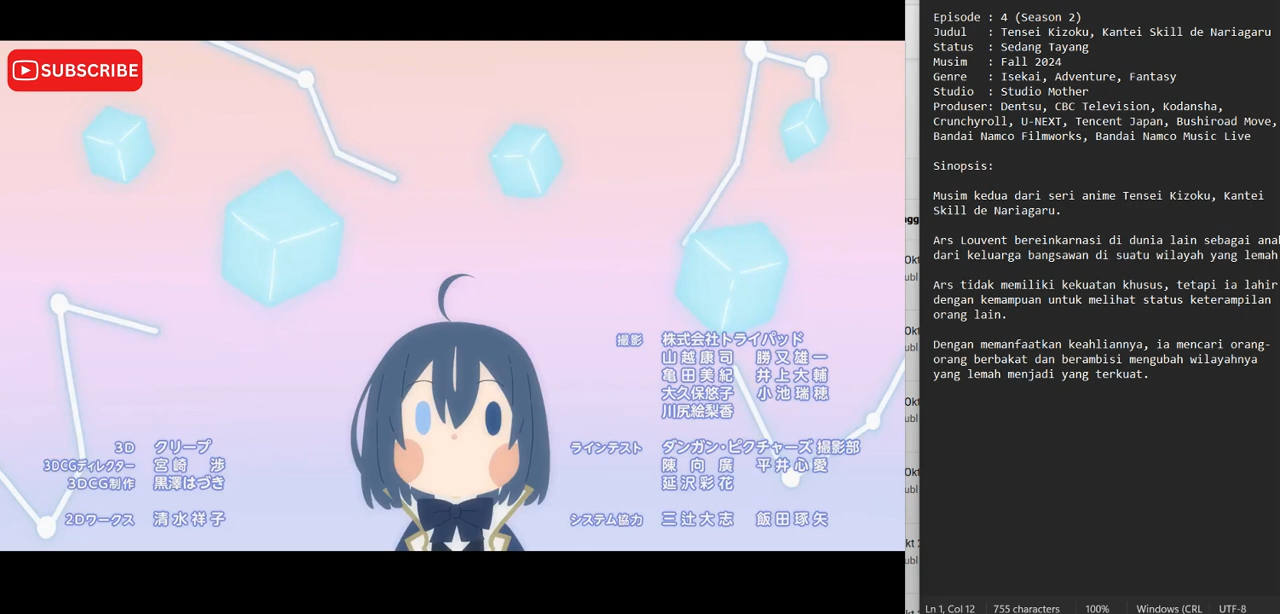 SUBSCRIBE
撮影 株式会社トライパッド
山越康司 勝又雄一
亀田美紀 井上大輔
大久保悠子 小池瑞穂
川尻絵梨香
3D クリープ
3DCGディレクター 宮崎 渉
3DCG制作 黒澤はづき
2Dワークス 清水祥子
ラインテスト ダンガン・ピクチャーズ 撮影部
陳向廣 平井心愛
延沢彩花
システム協力 三辻大志 飯田琢矢
Episode : 4 (Season 2)
Judul : Tensei Kizoku, Kantei Skill de Nariagaru
Status : Sedang Tayang
Musim : Fall 2024
Genre : Isekai, Adventure, Fantasy
Studio : Studio Mother
Produser: Dentsu, CBC Television, Kodansha,
Crunchyroll, U-NEXT, Tencent Japan, Bushiroad Move,
Bandai Namco Filmworks, Bandai Namco Music Live
Sinopsis:
Musim kedua dari seri anime Tensei Kizoku, Kantei
Skill de Nariagaru.
Ars Louvent bereinkarnasi di dunia lain sebagai ana
dari keluarga bangsawan di suatu wilayah yang lemah
Ars tidak memiliki kekuatan khusus, tetapi ia lahir
dengan kemampuan untuk melihat status keterampilan
orang lain.
Dengan memanfaatkan keahliannya, ia mencari orang-
orang berbakat dan berambisi mengubah wilayahnya
yang lemah menjadi yang terkuat.
Ln 1, Col 12 755 characters 100% Windows (CRL UTF-8